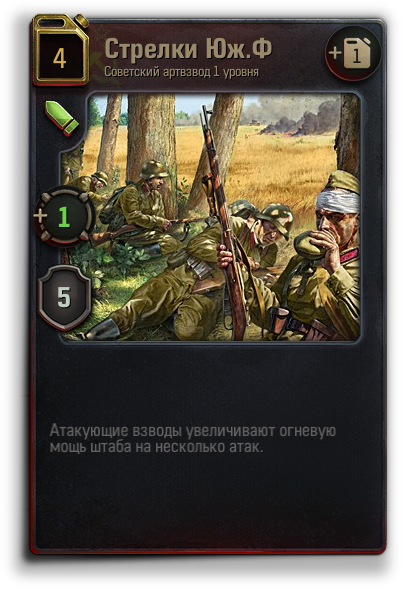 4
Стрелки Юж.Ф
Советский артвзвод 1 уровня
+1
+1
5
Атакующие взводы увеличивают огневую
мощь штаба на несколько атак.